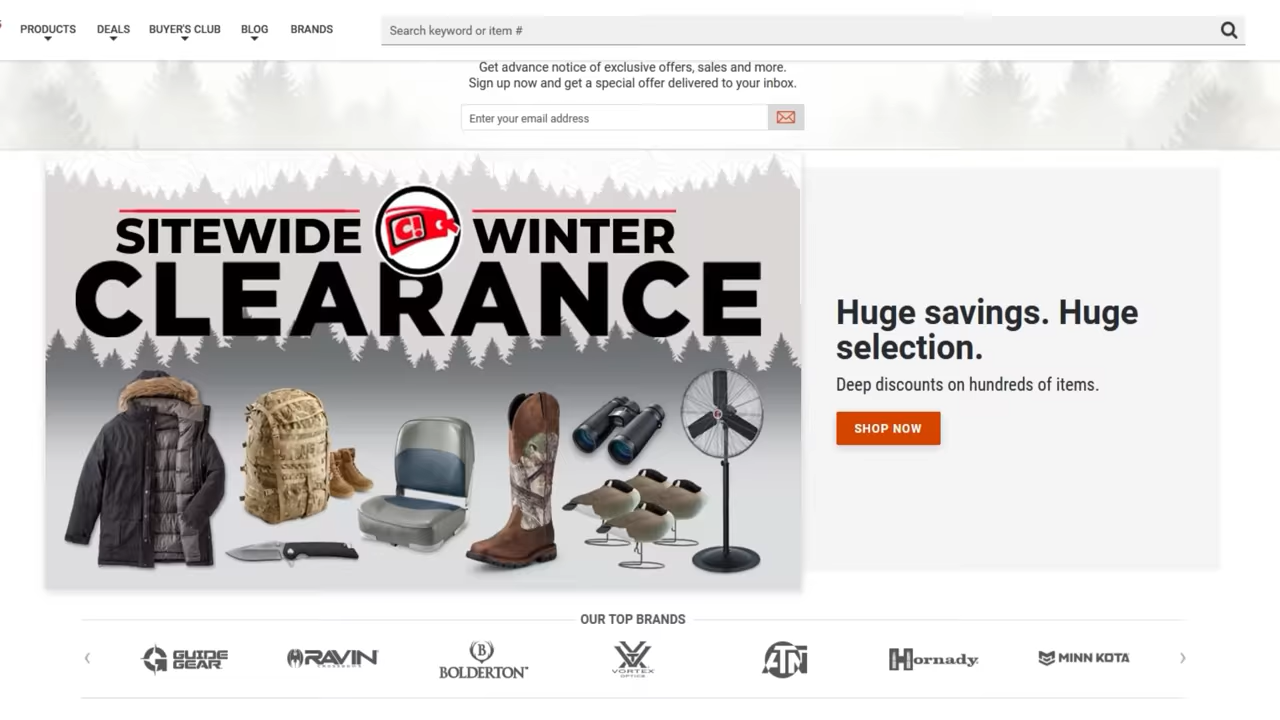 PRODUCTS DEALS BUYER'S CLUB BLOG BRANDS
Search keyword or item #
Get advance notice of exclusive offers, sales and more.
Sign up now and get a special offer delivered to your inbox.
Enter your email address
SITEWIDE C! WINTER
CLEARANCE
Huge savings. Huge
selection.
Deep discounts on hundreds of items.
SHOP NOW
OUR TOP BRANDS
GUIDE
GEAR
RAVIN
B
BOLDERTON™
VORTEX
OPTICS
ATN
Hornady
MINN KOTA